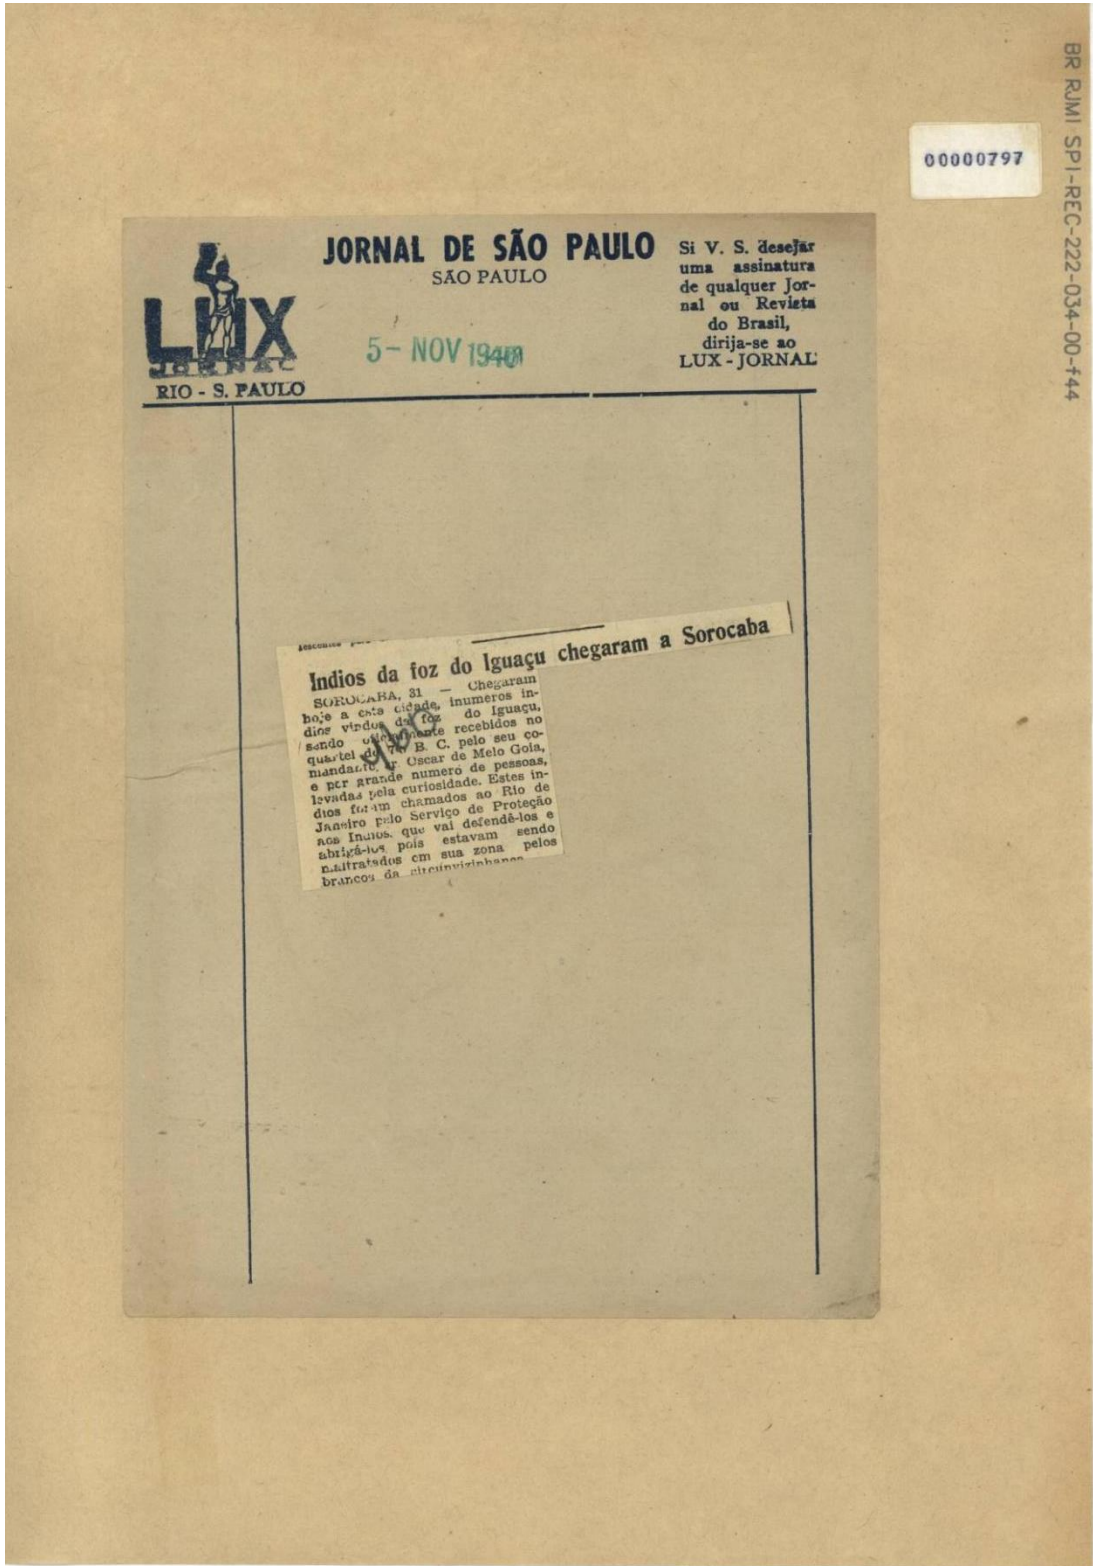 BR RJMI SPI-REC-222-034-00-f44
00000797
JORNAL DE SÃO PAULO
SÃO PAULO
LUX
JORNAL
RIO - S. PAULO
5 - NOV
Si V. S. desejar
uma assinatura
de qualquer Jor-
nal ou Revista
do Brasil,
dirija-se ao
LUX - JORNAL
Indios da foz do Iguaçu chegaram a Sorocaba
SOROCABA, 31 — Chegaram
hoje a esta cidade, inumeros in-
dios vindos da foz do Iguaçu,
sendo oficialmente recebidos no
quartel do 7.o B. C. pelo seu co-
mandante, sr. Oscar de Melo Goia,
e por grande numero de pessoas,
levadas pela curiosidade. Estes in-
dios foram chamados ao Rio de
Janeiro pelo Serviço de Proteção
aos Indios, que vai defendê-los e
abrigá-los, pois estavam sendo
maltratados em sua zona pelos
brancos da circunvizinhança